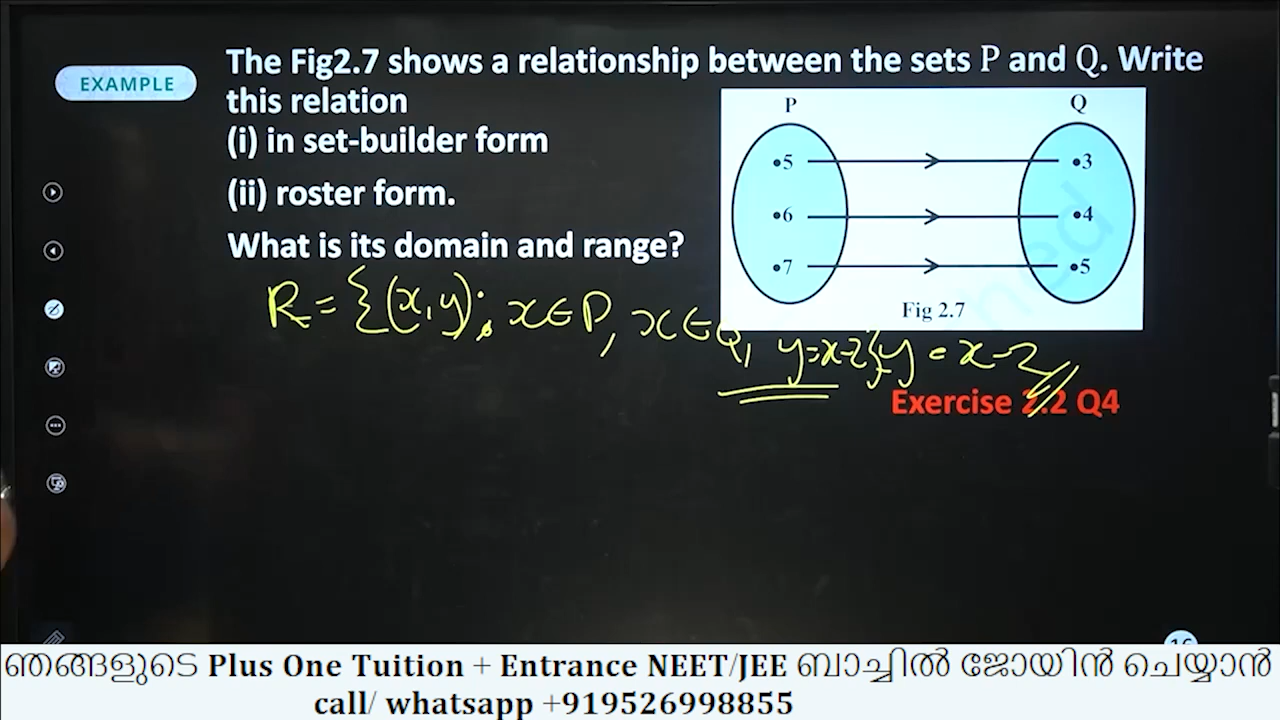 The Fig2.7 shows a relationship between the sets P and Q. Write
EXAMPLE
this relation
(i) in set-builder form
(ii) roster form.
What is its domain and range?
P Q
5 3
6 4
7 5
Fig 2.7
R = {(x,y); x∈P, x∈Q, y=x-2} y = x-2
Exercise 2.2 Q4
16
ഞങ്ങളുടെ Plus One Tuition + Entrance NEET/JEE ബാച്ചിൽ ജോയിൻ ചെയ്യാൻ
call/ whatsapp +919526998855